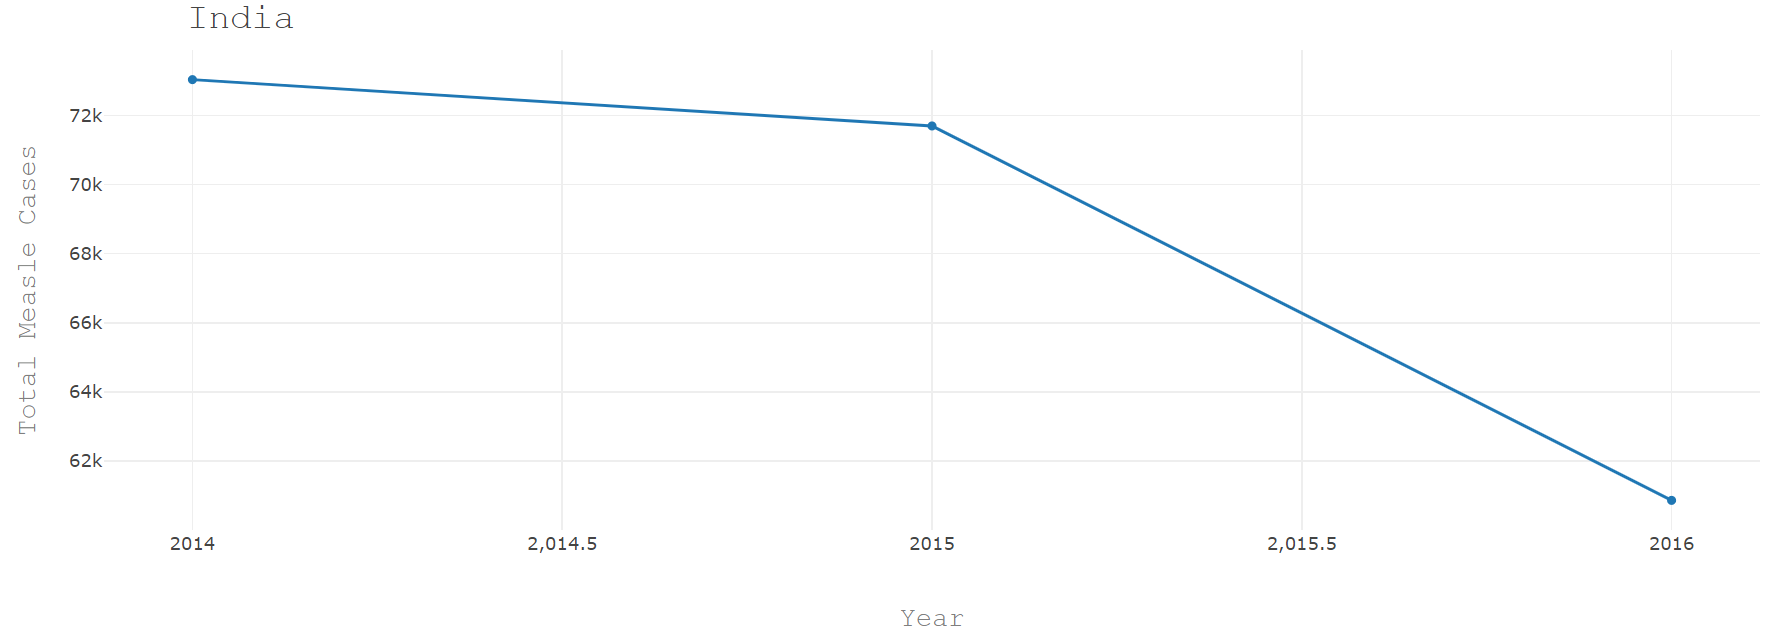 India
Total Measle Cases
72k
70k
68k
66k
64k
62k
2014
2,014.5
2015
2,015.5
2016
Year